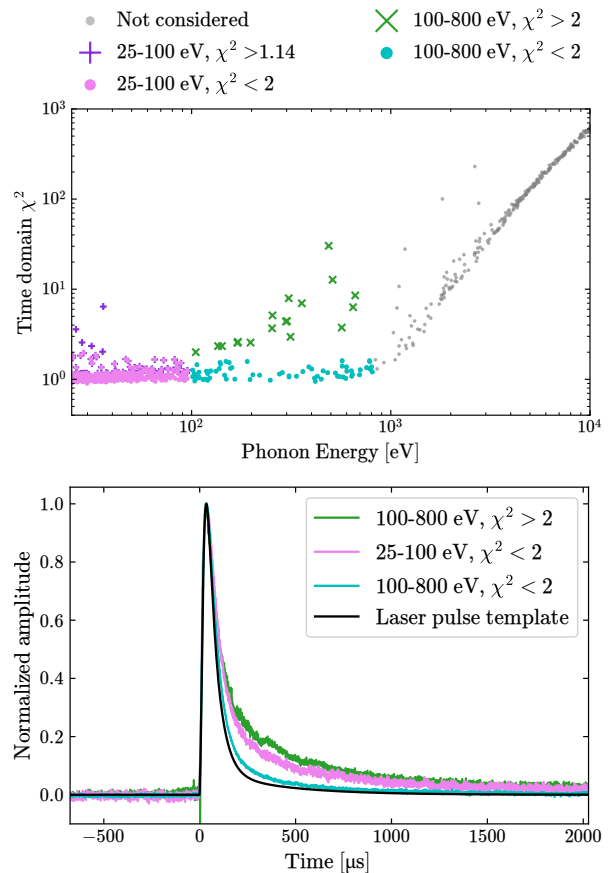 Not considered
25-100 eV, χ² >1.14
25-100 eV, χ² < 2
100-800 eV, χ² > 2
100-800 eV, χ² < 2
10³
10²
10¹
10⁰
Time domain χ²
10² 10³ 10⁴
Phonon Energy [eV]
1.0
0.8
0.6
0.4
0.2
0.0
Normalized amplitude
100-800 eV, χ² > 2
25-100 eV, χ² < 2
100-800 eV, χ² < 2
Laser pulse template
−500 0 500 1000 1500 2000
Time [µs]